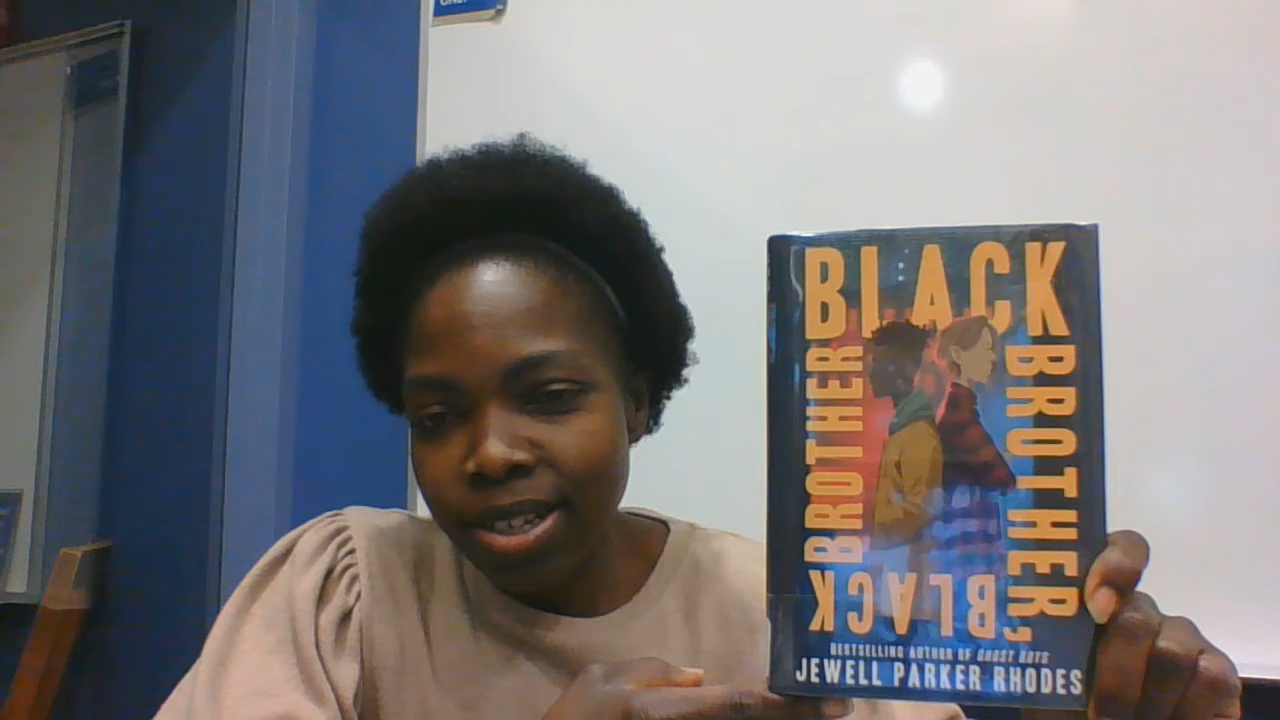 BLACK
BROTHER
BLACK
BROTHER,
BESTSELLING AUTHOR OF GHOST BOYS
JEWELL PARKER RHODES